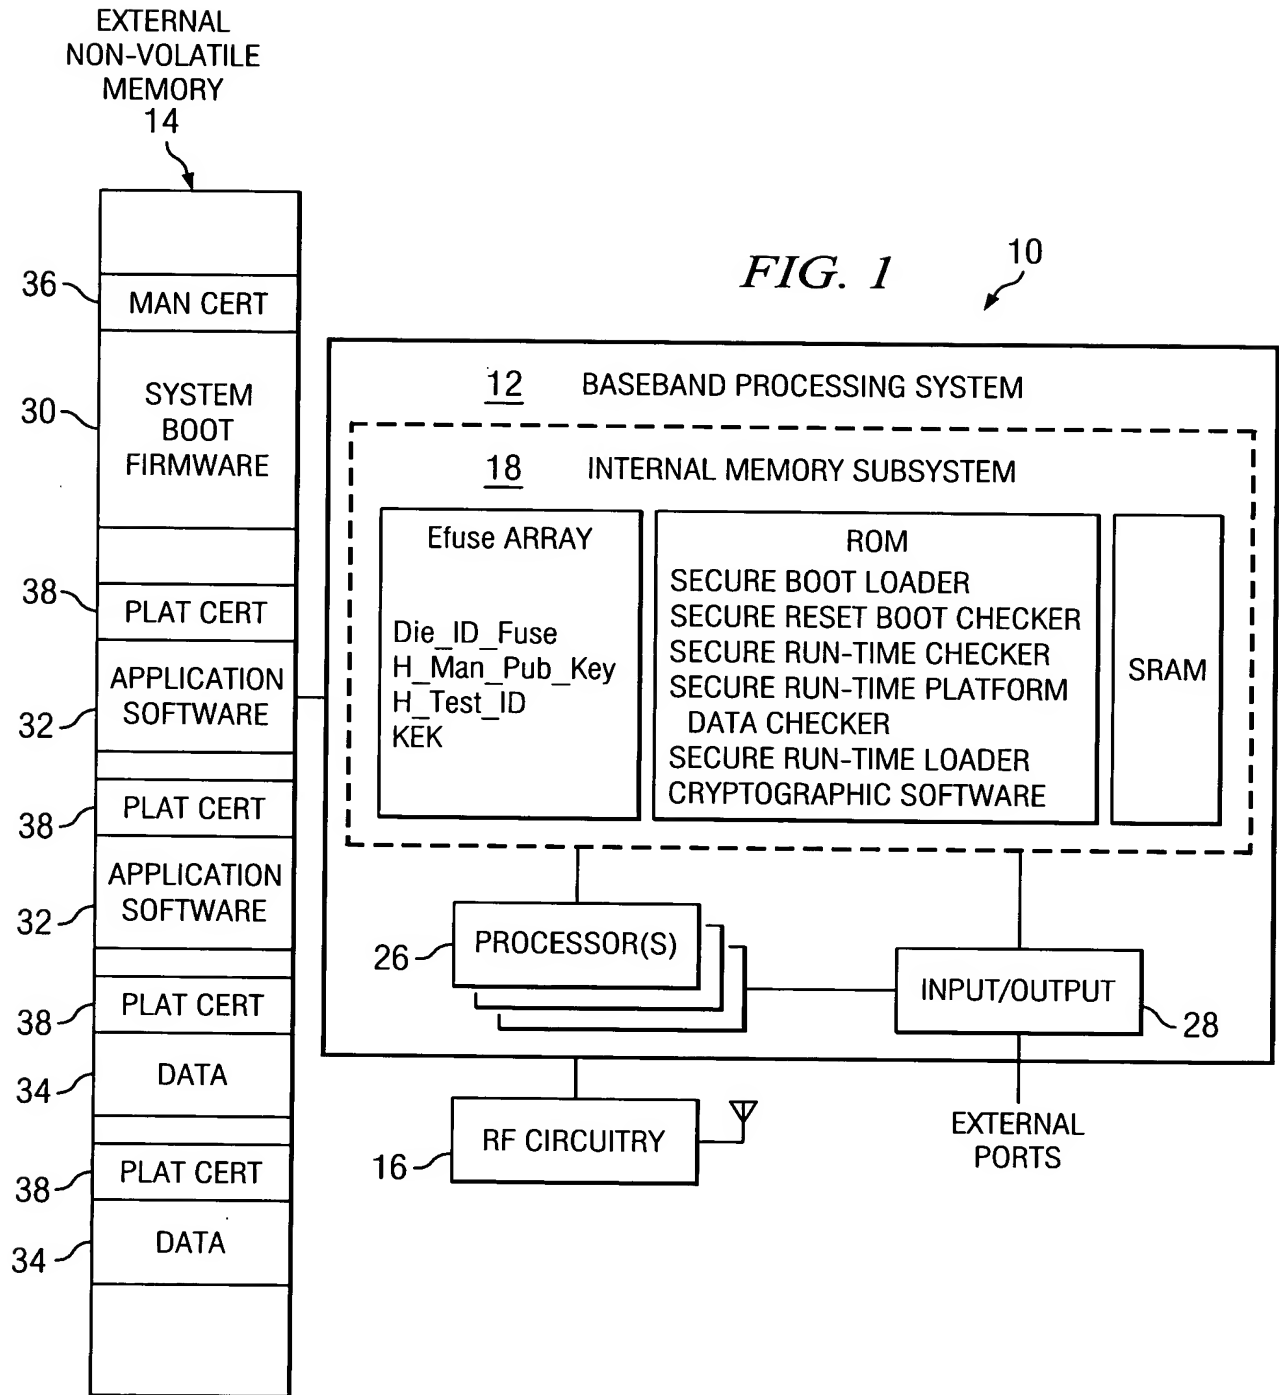 EXTERNAL
NON-VOLATILE
MEMORY
14
FIG. 1
10
36
MAN CERT
30
SYSTEM
BOOT
FIRMWARE
38
PLAT CERT
32
APPLICATION
SOFTWARE
38
PLAT CERT
32
APPLICATION
SOFTWARE
38
PLAT CERT
34
DATA
38
PLAT CERT
34
DATA
12 BASEBAND PROCESSING SYSTEM
18 INTERNAL MEMORY SUBSYSTEM
Efuse ARRAY
Die_ID_Fuse
H_Man_Pub_Key
H_Test_ID
KEK
ROM
SECURE BOOT LOADER
SECURE RESET BOOT CHECKER
SECURE RUN-TIME CHECKER
SECURE RUN-TIME PLATFORM
DATA CHECKER
SECURE RUN-TIME LOADER
CRYPTOGRAPHIC SOFTWARE
SRAM
26
PROCESSOR(S)
INPUT/OUTPUT
28
16
RF CIRCUITRY
EXTERNAL
PORTS